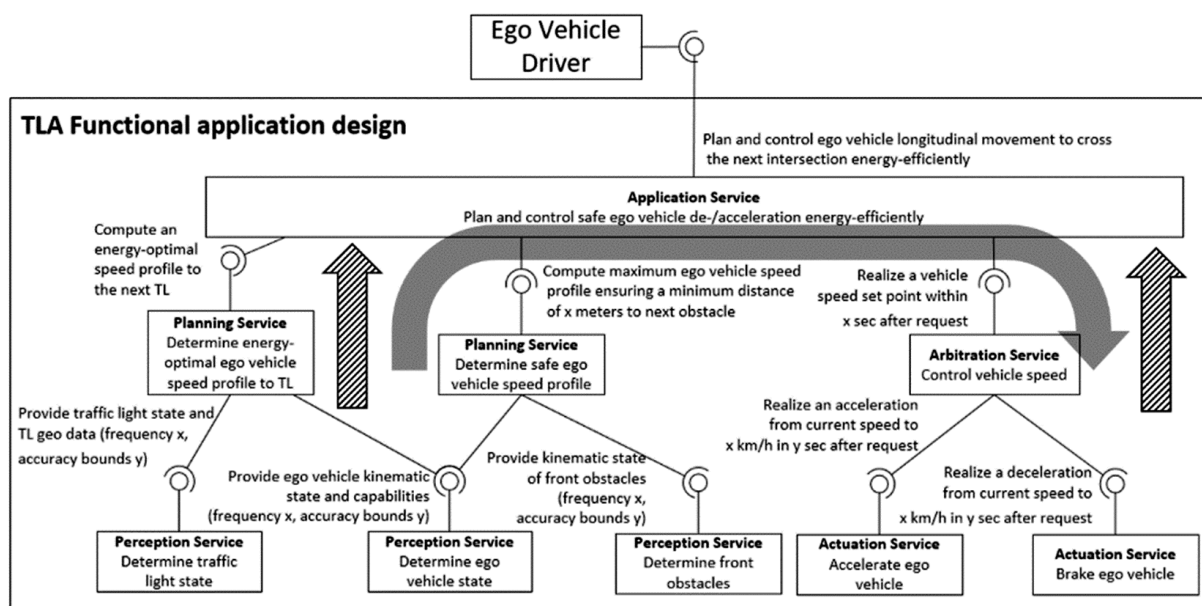 Ego Vehicle
Driver
TLA Functional application design
Plan and control ego vehicle longitudinal movement to cross
the next intersection energy-efficiently
Application Service
Plan and control safe ego vehicle de-/acceleration energy-efficiently
Compute an
energy-optimal
speed profile to
the next TL
Compute maximum ego vehicle speed
profile ensuring a minimum distance
of x meters to next obstacle
Realize a vehicle
speed set point within
x sec after request
Planning Service
Determine energy-
optimal ego vehicle
speed profile to TL
Planning Service
Determine safe ego
vehicle speed profile
Arbitration Service
Control vehicle speed
Provide traffic light state and
TL geo data (frequency x,
accuracy bounds y)
Provide ego vehicle kinematic
state and capabilities
(frequency x, accuracy bounds y)
Provide kinematic state
of front obstacles
(frequency x,
accuracy bounds y)
Realize an acceleration
from current speed to
x km/h in y sec after request
Realize a deceleration
from current speed to
x km/h in y sec after request
Perception Service
Determine traffic
light state
Perception Service
Determine ego
vehicle state
Perception Service
Determine front
obstacles
Actuation Service
Accelerate ego
vehicle
Actuation Service
Brake ego vehicle